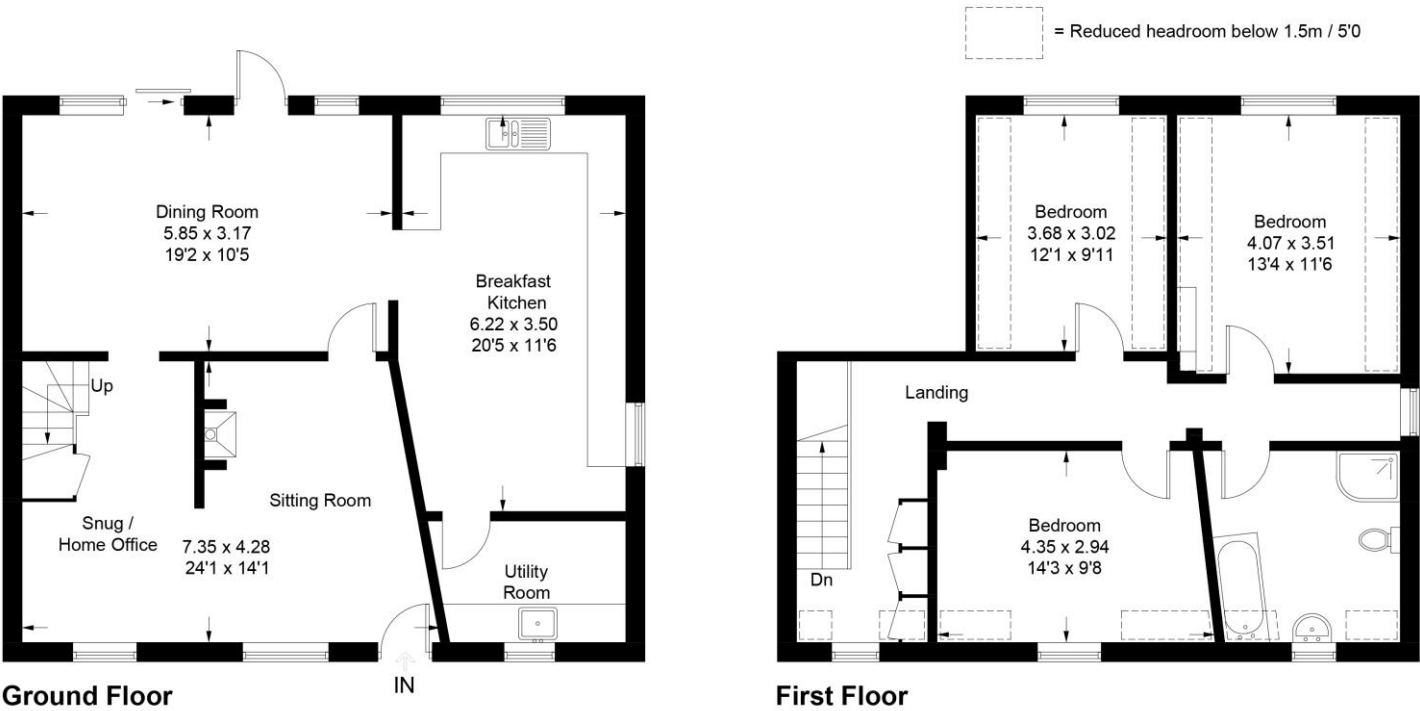 = Reduced headroom below 1.5m / 5'0
Dining Room
5.85 x 3.17
19'2 x 10'5
Breakfast
Kitchen
6.22 x 3.50
20'5 x 11'6
Up
Sitting Room
Snug /
Home Office
7.35 x 4.28
24'1 x 14'1
Utility
Room
IN
Ground Floor
Bedroom
3.68 x 3.02
12'1 x 9'11
Bedroom
4.07 x 3.51
13'4 x 11'6
Landing
Bedroom
4.35 x 2.94
14'3 x 9'8
Dn
First Floor